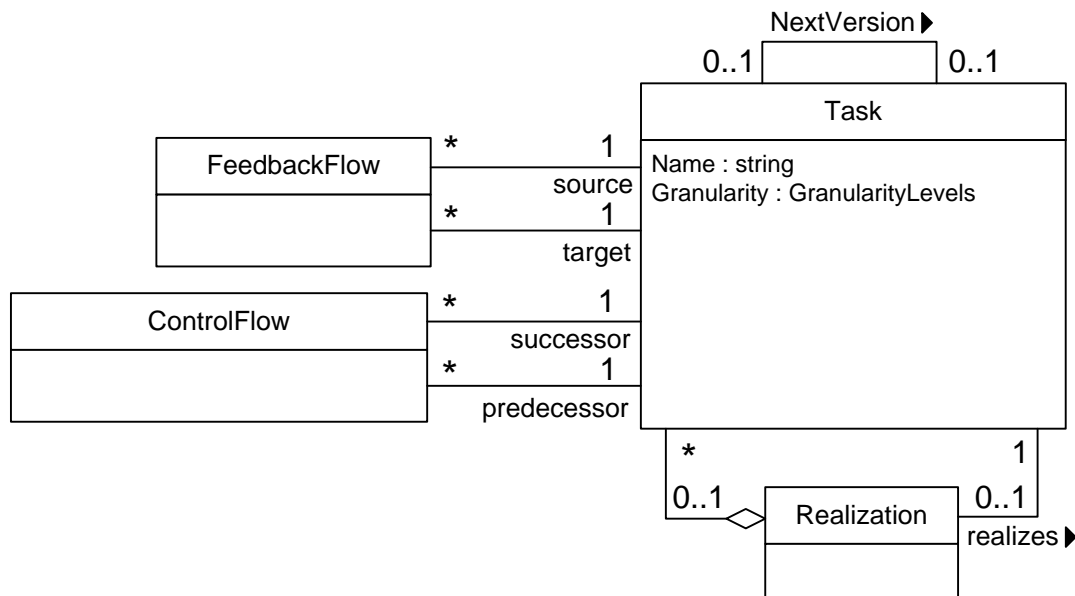 NextVersion
0..1
0..1
Task
Name : string
Granularity : GranularityLevels
FeedbackFlow
*
1
source
*
1
target
ControlFlow
*
1
successor
*
1
predecessor
*
1
0..1
0..1
Realization
realizes